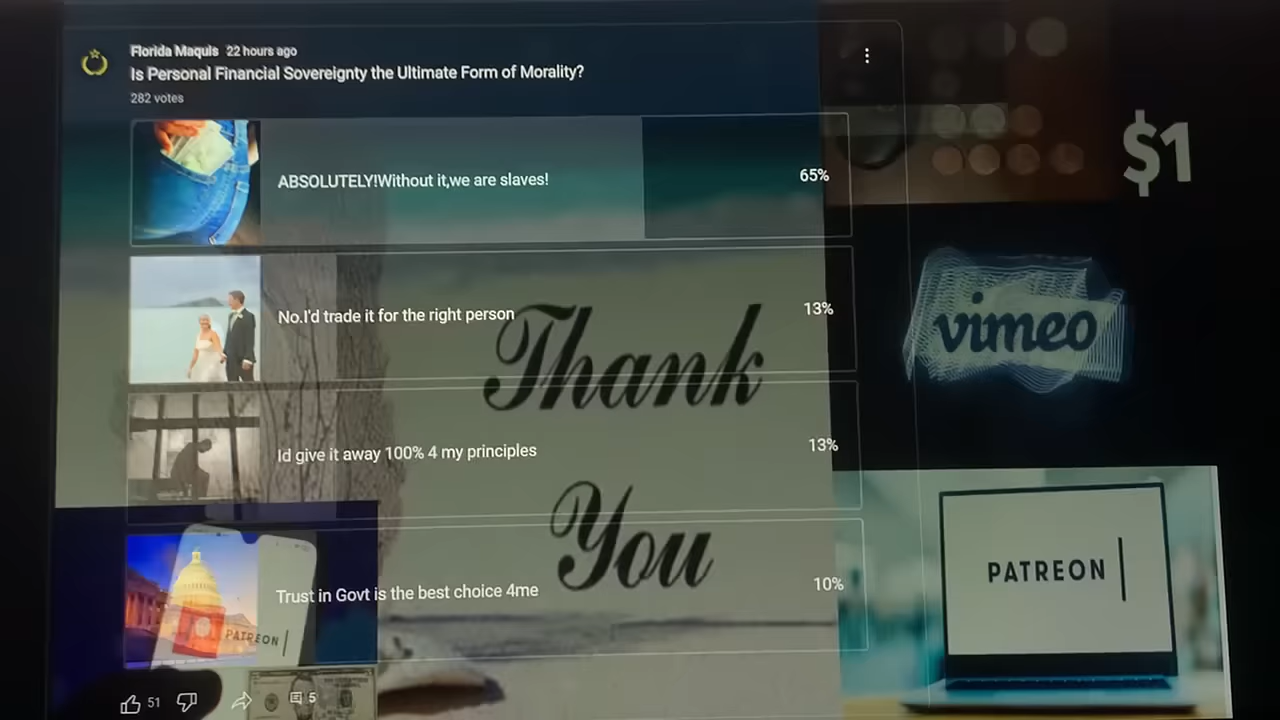 Florida Maquis 22 hours ago
Is Personal Financial Sovereignty the Ultimate Form of Morality?
282 votes
$1
ABSOLUTELY!Without it,we are slaves!
65%
No.I'd trade it for the right person
13%
Thank
vimeo
Id give it away 100% 4 my principles
13%
You
PATREON
Trust in Govt is the best choice 4me
10%
PATREON
51
5